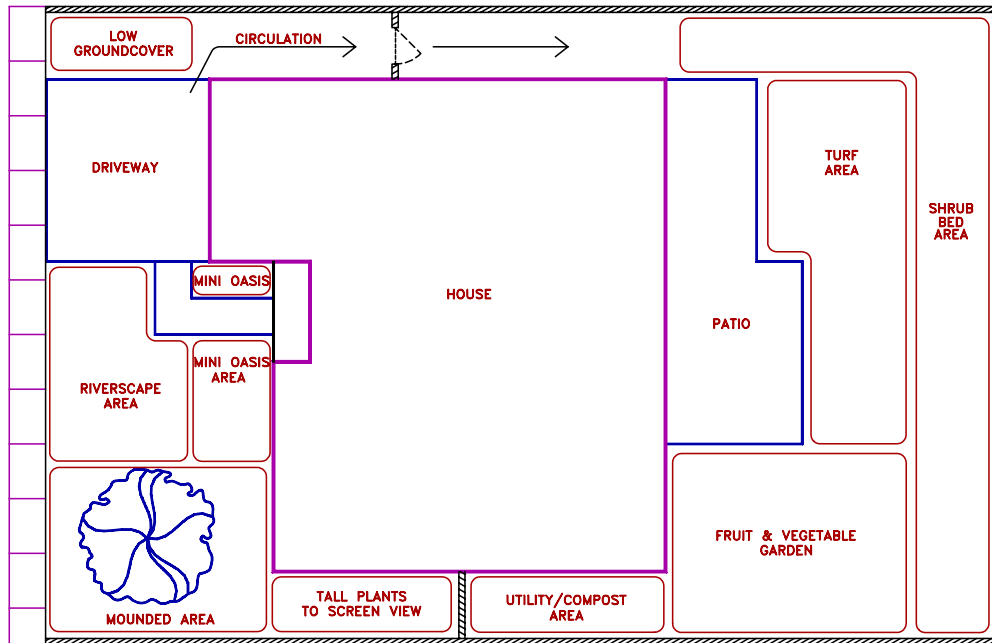 LOW
GROUNDCOVER
CIRCULATION
DRIVEWAY
TURF
AREA
SHRUB
BED
AREA
MINI OASIS
HOUSE
PATIO
MINI OASIS
AREA
RIVERSCAPE
AREA
FRUIT & VEGETABLE
GARDEN
MOUNDED AREA
TALL PLANTS
TO SCREEN VIEW
UTILITY/COMPOST
AREA